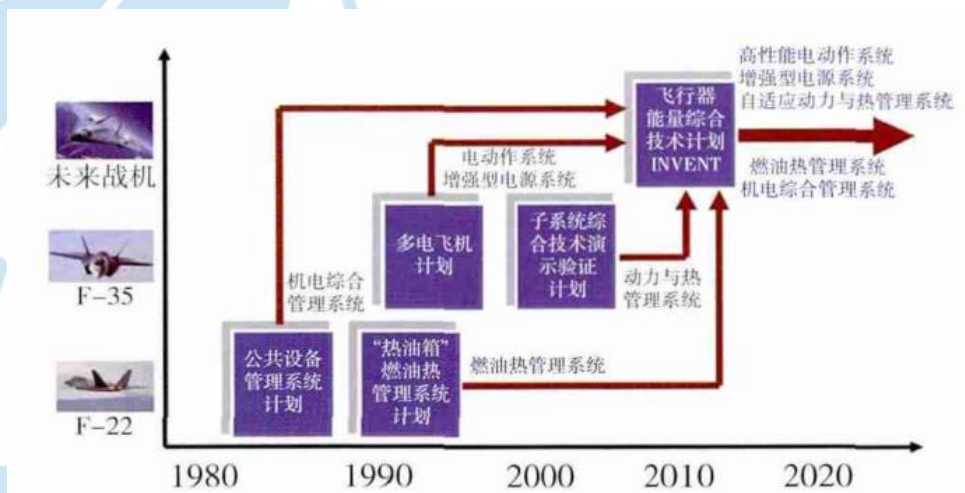 高性能电动作系统
增强型电源系统
自适应动力与热管理系统
飞行器
能量综合
技术计划
INVENT
未来战机
电动作系统
增强型电源系统
燃油热管理系统
机电综合管理系统
多电飞机
计划
子系统综
合技术演
示验证
计划
F-35
机电综合
管理系统
动力与热
管理系统
公共设备
管理系统
计划
“热油箱”
燃油热
管理系统
计划
燃油热管理系统
F-22
1980
1990
2000
2010
2020